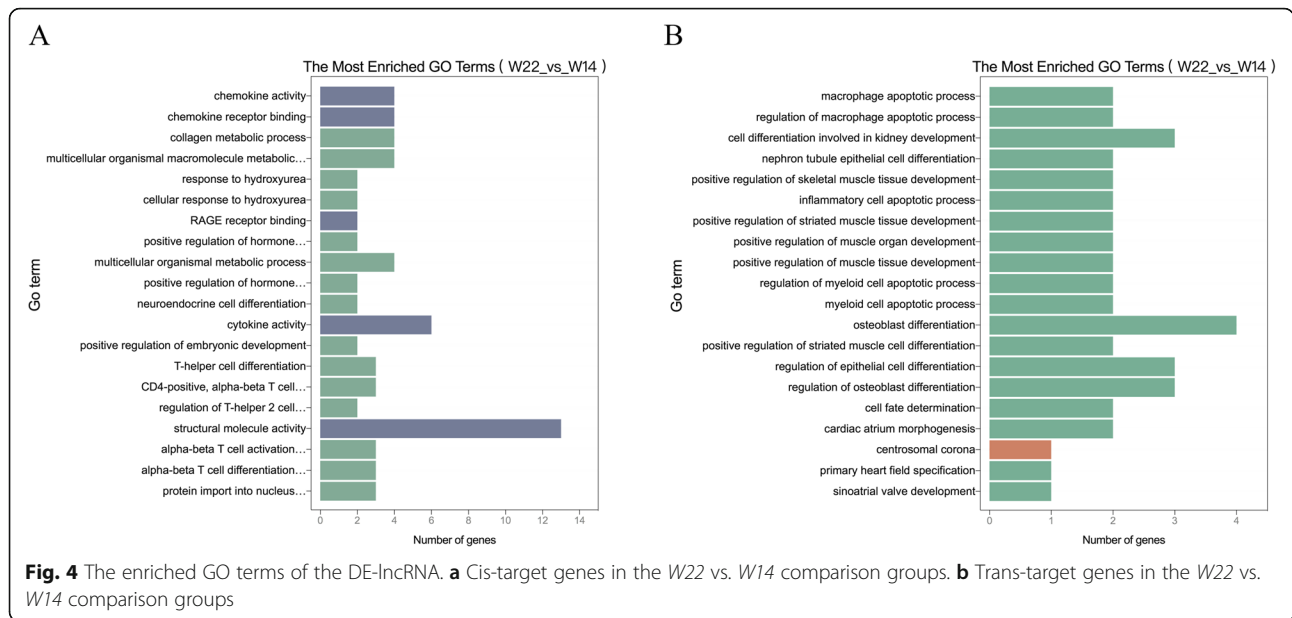 A
The Most Enriched GO Terms ( W22_vs_W14 )
Go term
chemokine activity
chemokine receptor binding
collagen metabolic process
multicellular organismal macromolecule metabolic…
response to hydroxyurea
cellular response to hydroxyurea
RAGE receptor binding
positive regulation of hormone…
multicellular organismal metabolic process
positive regulation of hormone…
neuroendocrine cell differentiation
cytokine activity
positive regulation of embryonic development
T-helper cell differentiation
CD4-positive, alpha-beta T cell…
regulation of T-helper 2 cell…
structural molecule activity
alpha-beta T cell activation…
alpha-beta T cell differentiation…
protein import into nucleus…
0 2 4 6 8 10 12 14
Number of genes
B
The Most Enriched GO Terms ( W22_vs_W14 )
Go term
macrophage apoptotic process
regulation of macrophage apoptotic process
cell differentiation involved in kidney development
nephron tubule epithelial cell differentiation
positive regulation of skeletal muscle tissue development
inflammatory cell apoptotic process
positive regulation of striated muscle tissue development
positive regulation of muscle organ development
positive regulation of muscle tissue development
regulation of myeloid cell apoptotic process
myeloid cell apoptotic process
osteoblast differentiation
positive regulation of striated muscle cell differentiation
regulation of epithelial cell differentiation
regulation of osteoblast differentiation
cell fate determination
cardiac atrium morphogenesis
centrosomal corona
primary heart field specification
sinoatrial valve development
0 1 2 3 4
Number of genes
Fig. 4 The enriched GO terms of the DE-lncRNA. a Cis-target genes in the W22 vs. W14 comparison groups. b Trans-target genes in the W22 vs.
W14 comparison groups